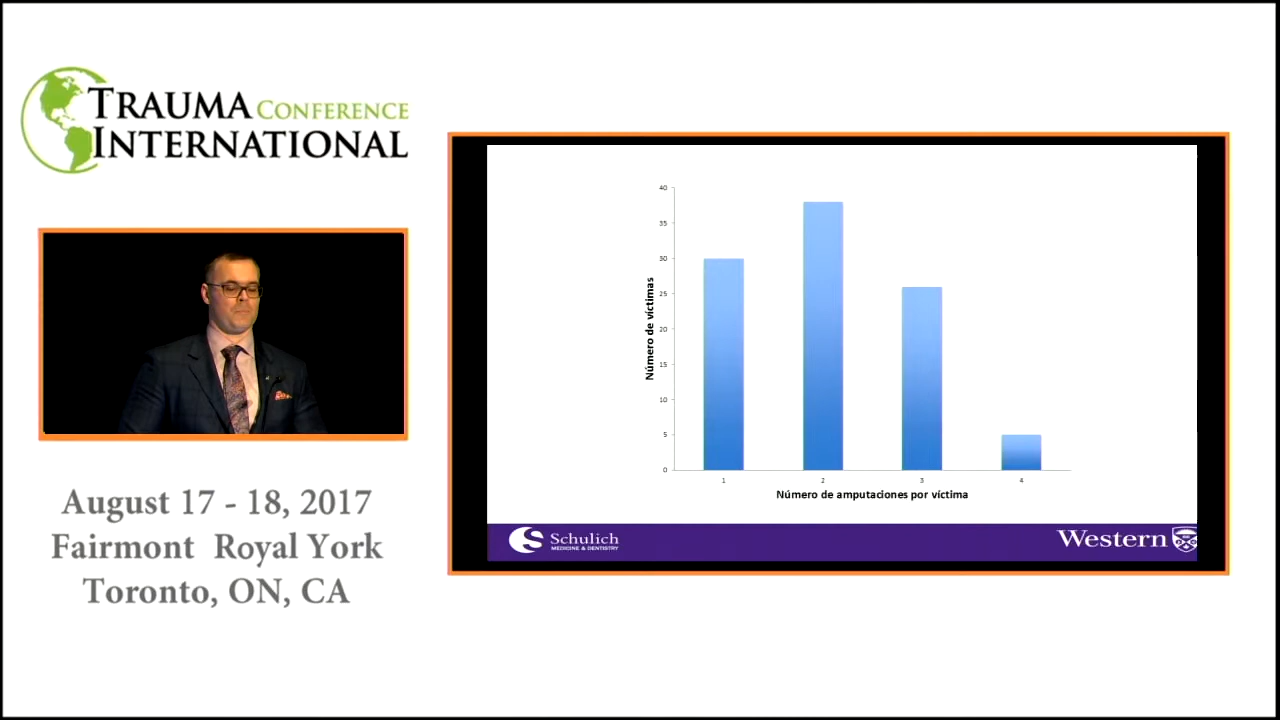 TRAUMA CONFERENCE
INTERNATIONAL
August 17 - 18, 2017
Fairmont Royal York
Toronto, ON, CA
40
35
30
25
20
15
10
5
0
Número de víctimas
1 2 3 4
Número de amputaciones por víctima
Schulich
MEDICINE & DENTISTRY
Western